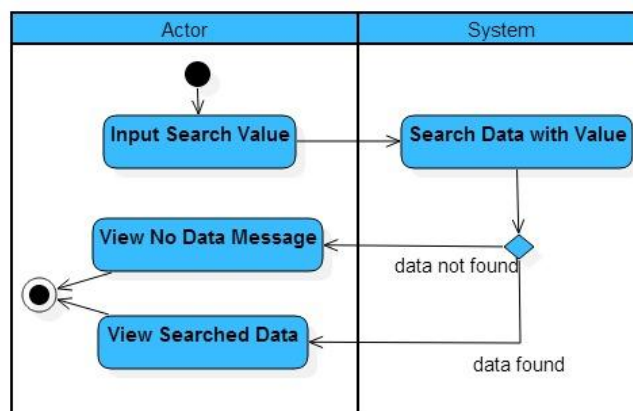 Actor
System
Input Search Value
Search Data with Value
View No Data Message
data not found
View Searched Data
data found